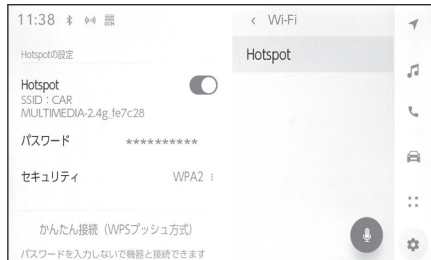 11:38
< Wi-Fi
Hotspotの設定
Hotspot
Hotspot
SSID：CAR
MULTIMEDIA-2.4g_fe7c28
パスワード **********
セキュリティ WPA2
かんたん接続（WPSプッシュ方式）
パスワードを入力しないで機器と接続できます